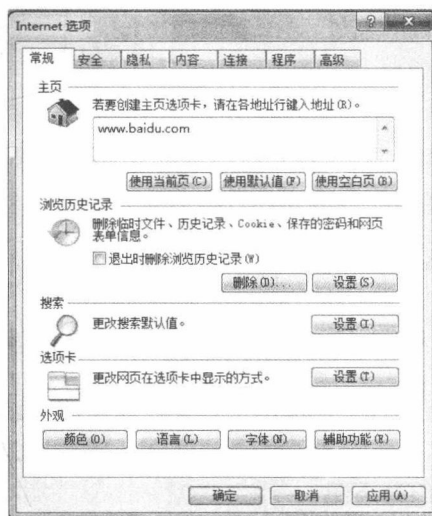 Internet 选项
常规 安全 隐私 内容 连接 程序 高级
主页
若要创建主页选项卡，请在各地址行键入地址(R)。
www.baidu.com
使用当前页(C) 使用默认值(F) 使用空白页(B)
浏览历史记录
删除临时文件、历史记录、Cookie、保存的密码和网页
表单信息。
退出时删除浏览历史记录(W)
删除(D)... 设置(S)
搜索
更改搜索默认值。 设置(I)
选项卡
更改网页在选项卡中显示的方式。 设置(T)
外观
颜色(O) 语言(L) 字体(N) 辅助功能(E)
确定 取消 应用(A)